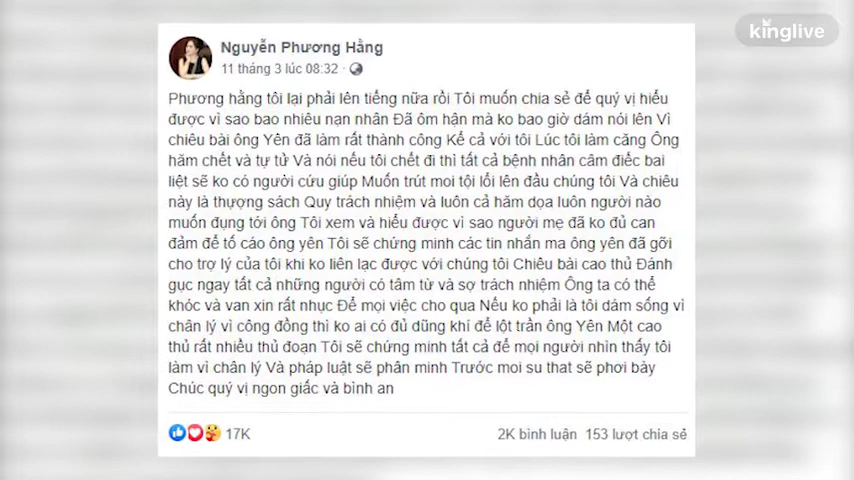 kinglive
Nguyễn Phương Hằng
11 tháng 3 lúc 08:32 ·
Phương hằng tôi lại phải lên tiếng nữa rồi Tôi muốn chia sẻ để quý vị hiểu
được vì sao bao nhiêu nạn nhân Đã ôm hận mà ko bao giờ dám nói lên Vì
chiêu bài ông Yên đã làm rất thành công Kể cả với tôi Lúc tôi làm căng Ông
hăm chết và tự tử Và nói nếu tôi chết đi thì tất cả bệnh nhân câm điếc bai
liệt sẽ ko có người cứu giúp Muốn trút moi tội lỗi lên đầu chúng tôi Và chiêu
này là thượng sách Quy trách nhiệm và luôn cả hăm dọa luôn người nào
muốn đụng tới ông Tôi xem và hiểu được vì sao người mẹ đã ko đủ can
đảm để tố cáo ông yên Tôi sẽ chứng minh các tin nhắn ma ông yên đã gỡi
cho trợ lý của tôi khi ko liên lạc được với chúng tôi Chiêu bài cao thủ Đánh
gục ngay tất cả những người có tâm từ và sợ trách nhiệm Ông ta có thể
khóc và van xin rất nhục Để mọi việc cho qua Nếu ko phải là tôi dám sống vì
chân lý vì công đồng thì ko ai có đủ dũng khí để lột trần ông Yên Một cao
thủ rất nhiều thủ đoạn Tôi sẽ chứng minh tất cả để mọi người nhìn thấy tôi
làm vì chân lý Và pháp luật sẽ phân minh Trước moi su that sẽ phơi bày
Chúc quý vị ngon giấc và bình an
17K
2K bình luận 153 lượt chia sẻ